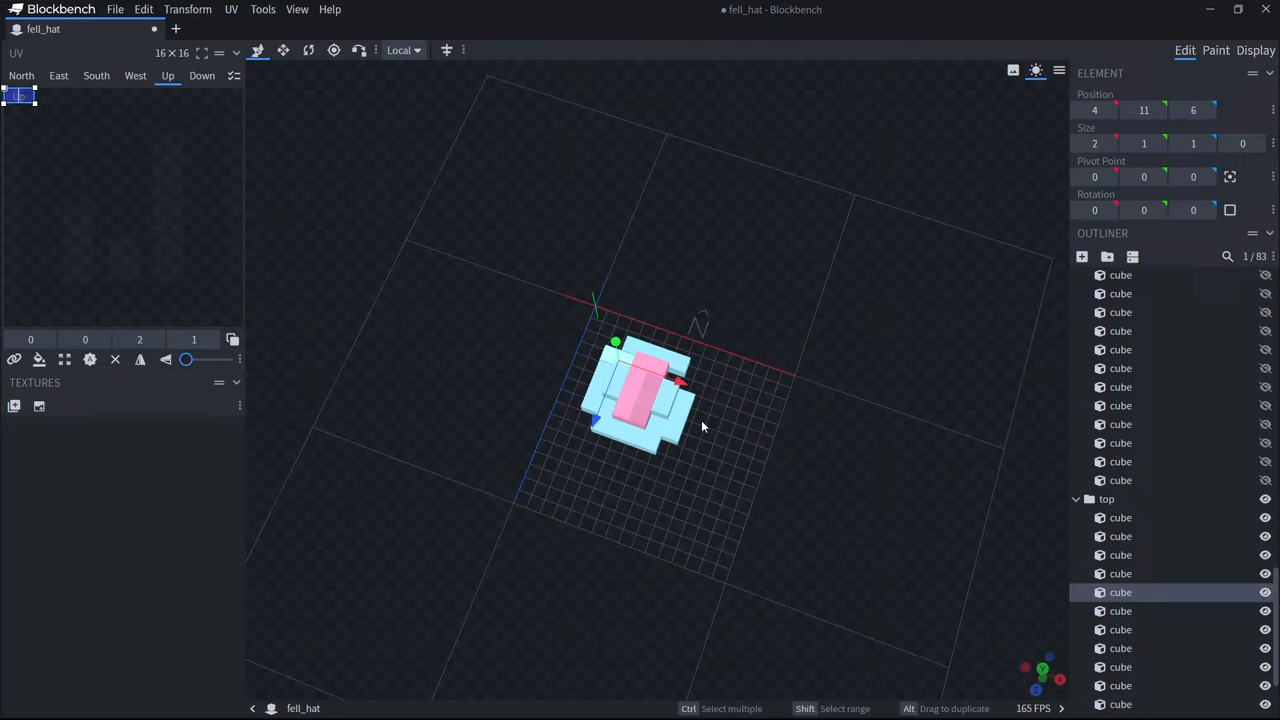 Blockbench File Edit Transform UV Tools View Help fell_hat - Blockbench
fell_hat
UV 16×16
Local
Edit Paint Display
North East South West Up Down
ELEMENT
Up
Position
4 11 6
Size
2 1 1 0
Pivot Point
0 0 0
Rotation
0 0 0
OUTLINER
1 / 83
cube
cube
cube
cube
N
0 0 2 1
cube
cube
TEXTURES
cube
cube
cube
cube
cube
cube
top
cube
cube
cube
cube
cube
cube
cube
cube
cube
cube
cube
fell_hat Ctrl Select multiple Shift Select range Alt Drag to duplicate 165 FPS